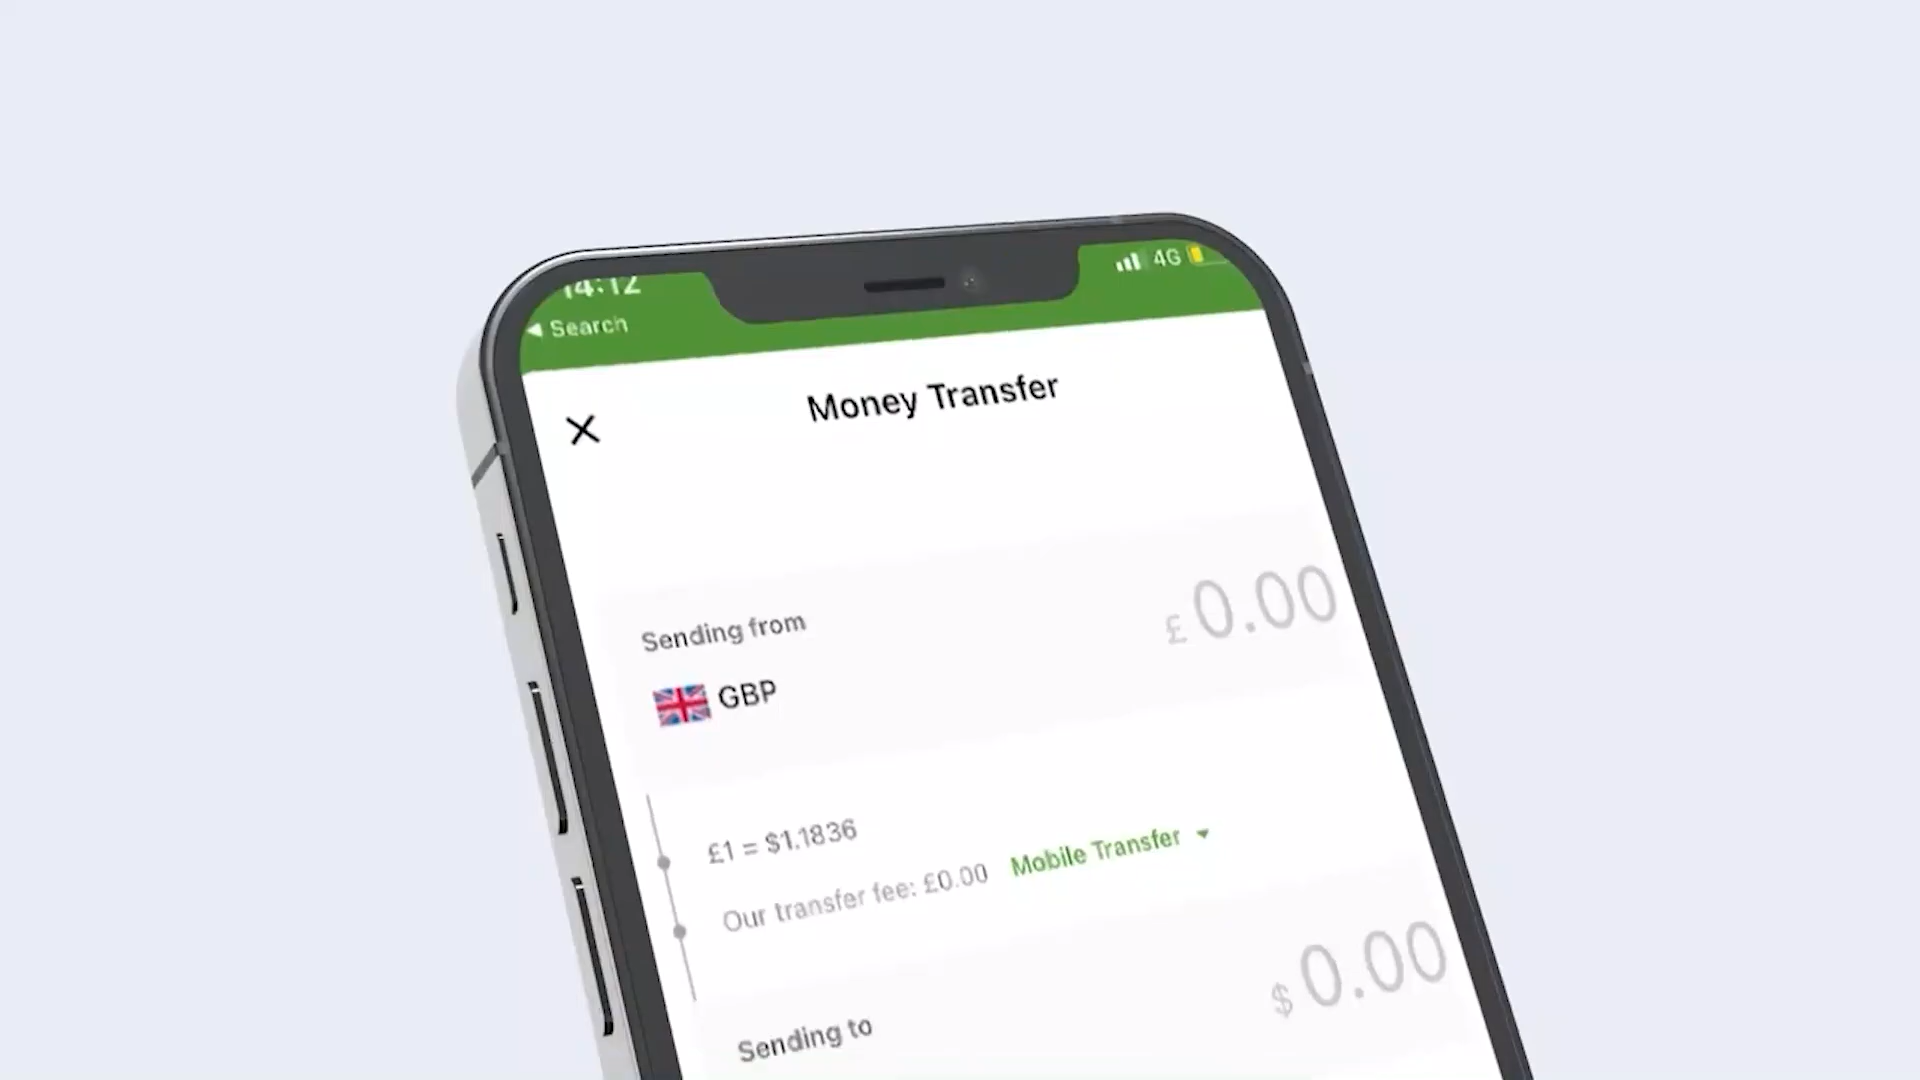 14:12
4G
Search
Money Transfer
Sending from
£0.00
GBP
£1 = $1.1836
Our transfer fee: £0.00 Mobile Transfer
$0.00
Sending to